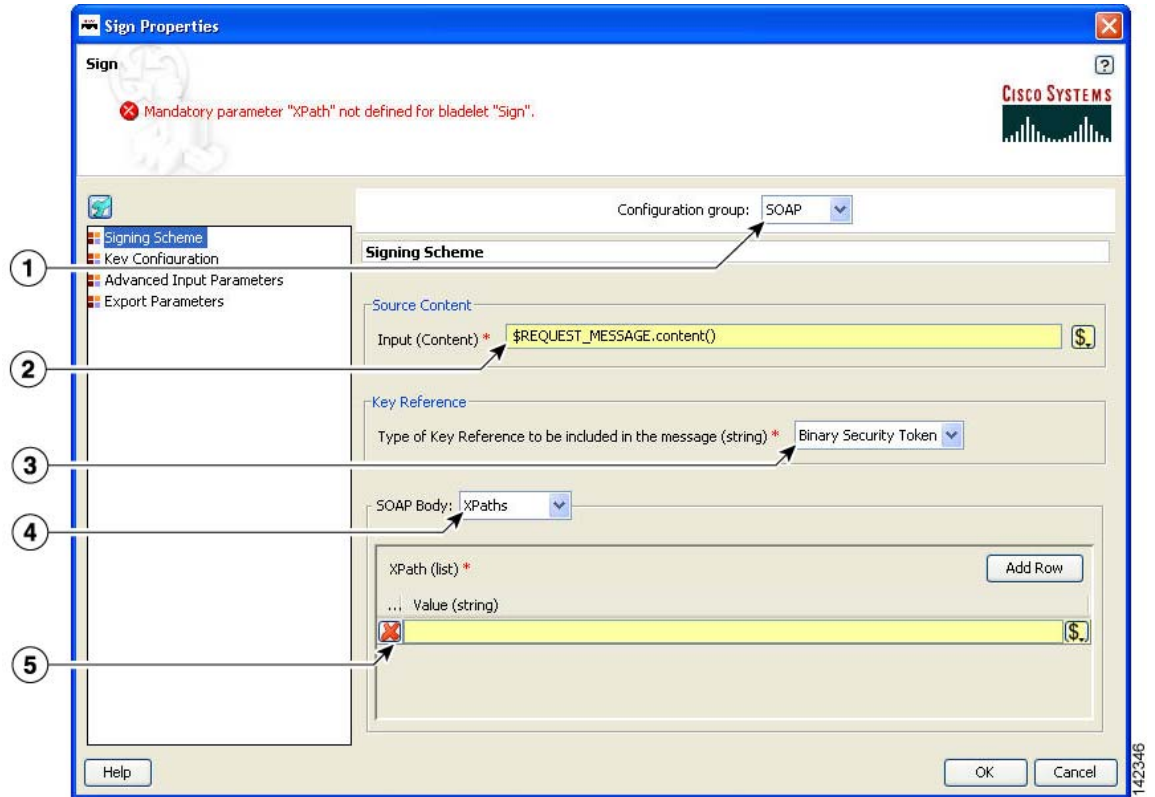 Sign Properties
Sign
Mandatory parameter "XPath" not defined for bladelet "Sign".
?
CISCO SYSTEMS
Configuration group: SOAP
Signing Scheme
Key Configuration
Advanced Input Parameters
Export Parameters
Signing Scheme
Source Content
Input (Content) * $REQUEST_MESSAGE.content() $
Key Reference
Type of Key Reference to be included in the message (string) * Binary Security Token
SOAP Body: XPaths
XPath (list) * Add Row
... Value (string)
$
1
2
3
4
5
Help OK Cancel
142346